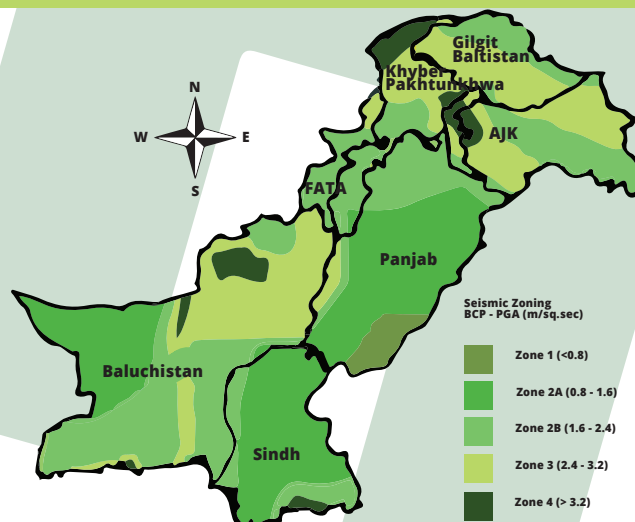 Gilgit
Baltistan
Khyber
Pakhtunkhwa
N
W
E
S
AJK
FATA
Panjab
Baluchistan
Sindh
Seismic Zoning
BCP - PGA (m/sq.sec)
Zone 1 (<0.8)
Zone 2A (0.8 - 1.6)
Zone 2B (1.6 - 2.4)
Zone 3 (2.4 - 3.2)
Zone 4 (> 3.2)